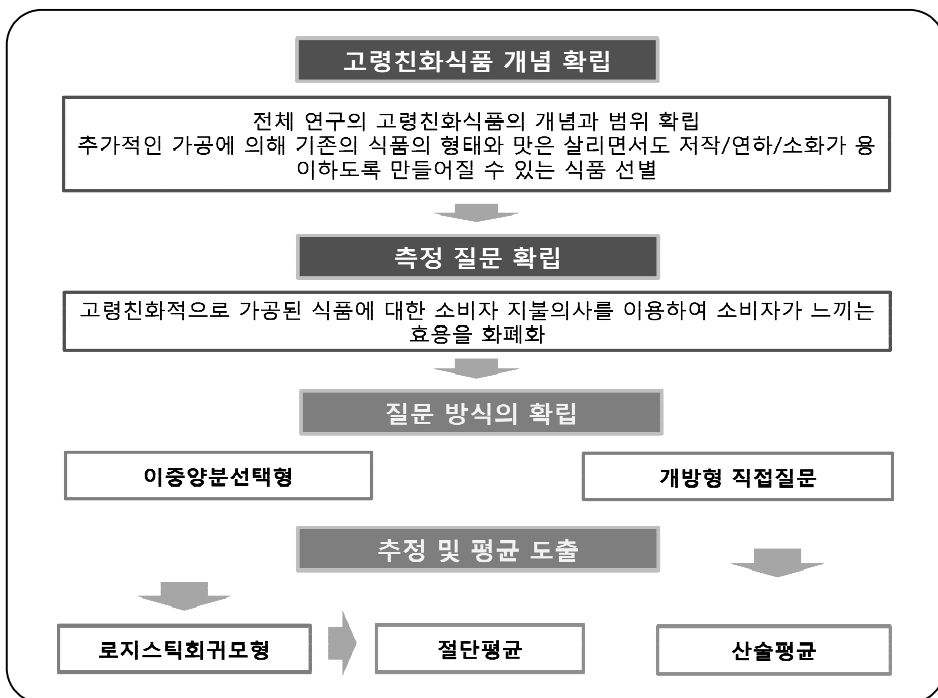 고령친화식품 개념 확립
전체 연구의 고령친화식품의 개념과 범위 확립
추가적인 가공에 의해 기존의 식품의 형태와 맛은 살리면서도 저작/연하/소화가 용
이하도록 만들어질 수 있는 식품 선별
측정 질문 확립
고령친화적으로 가공된 식품에 대한 소비자 지불의사를 이용하여 소비자가 느끼는
효용을 화폐화
질문 방식의 확립
이중양분선택형
개방형 직접질문
추정 및 평균 도출
로지스틱회귀모형
절단평균
산술평균